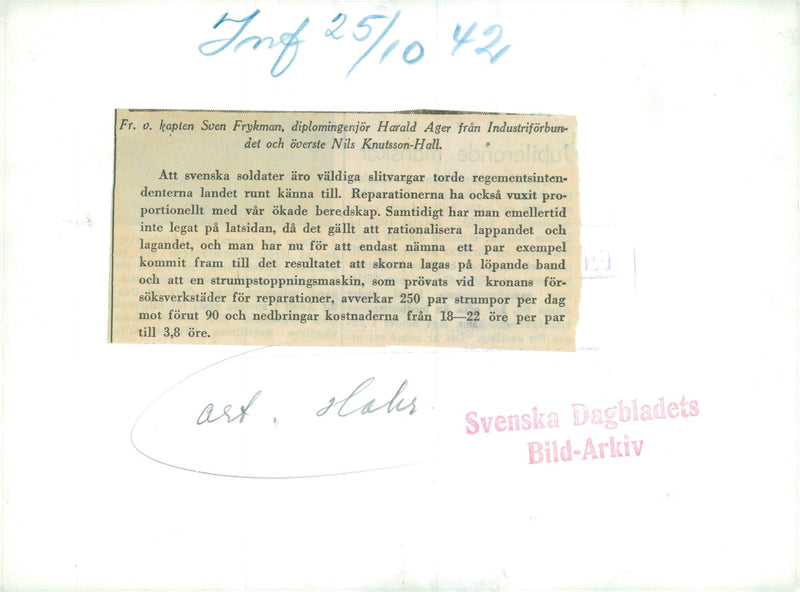 Inf 25/10 42
Fr. v. kapten Sven Frykman, diplomingenjör Harald Ager från Industriförbun-
det och överste Nils Knutsson-Hall.
Att svenska soldater äro väldiga slitvargar torde regementsinten-
denterna landet runt känna till. Reparationerna ha också vuxit pro-
portionellt med vår ökade beredskap. Samtidigt har man emellertid
inte legat på latsidan, då det gällt att rationalisera lappandet och
lagandet, och man har nu för att endast nämna ett par exempel
kommit fram till det resultatet att skorna lagas på löpande band
och att en strumpstoppningsmaskin, som prövats vid kronans för-
söksverkstäder för reparationer, avverkar 250 par strumpor per dag
mot förut 90 och nedbringar kostnaderna från 18—22 öre per par
till 3,8 öre.
art.
Svenska Dagbladets
Bild-Arkiv